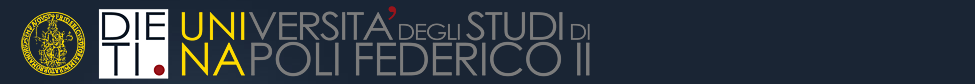 DIE UNIVERSITA' DEGLI STUDI DI
TI. NAPOLI FEDERICO II